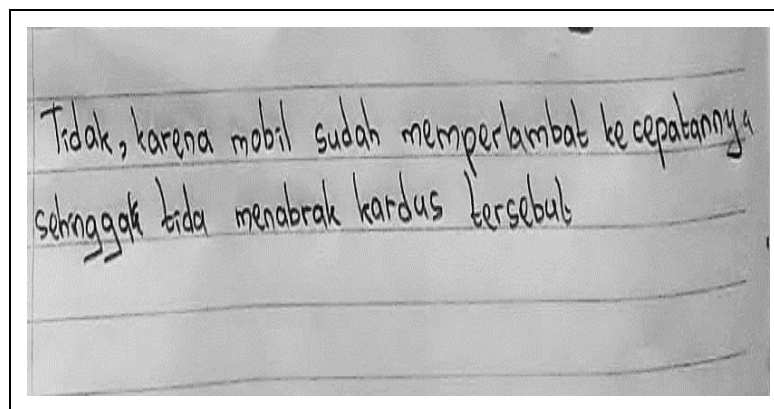 Tidak, karena mobil sudah memperlambat kecepatannya
sehinggak tida menabrak kardus tersebut